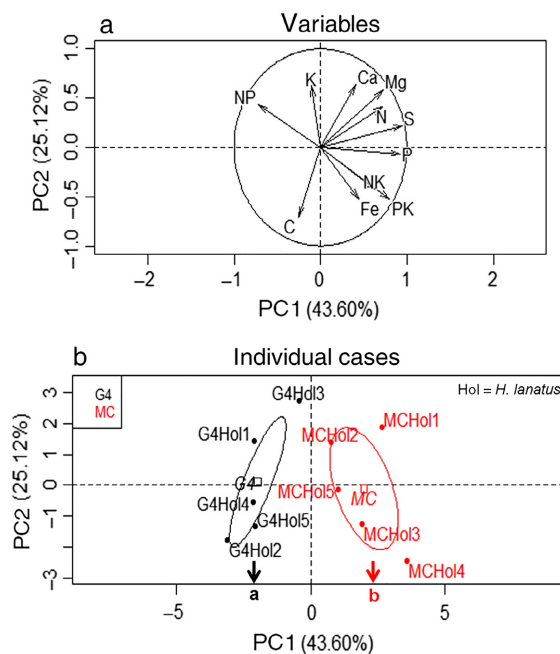 a
Variables
PC2 (25.12%)
1.0
0.5
0.0
−0.5
−1.0
K
Ca
Mg
NP
N
S
P
NK
Fe
PK
C
−2
−1
0
1
2
PC1 (43.60%)
b
Individual cases
G4
MC
Hol = H. lanatus
PC2 (25.12%)
3
2
1
0
−1
−3
G4Hol3
G4Hol1
G4
G4Hol4
G4Hol5
G4Hol2
MCHol1
MCHol2
MCHol5
MC
MCHol3
MCHol4
a
b
−5
0
5
PC1 (43.60%)